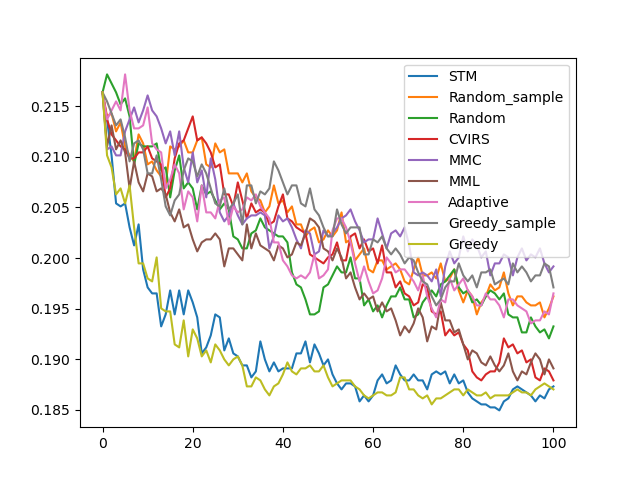 0.215
0.210
0.205
0.200
0.195
0.190
0.185
0
20
40
60
80
100
STM
Random_sample
Random
CVIRS
MMC
MML
Adaptive
Greedy_sample
Greedy